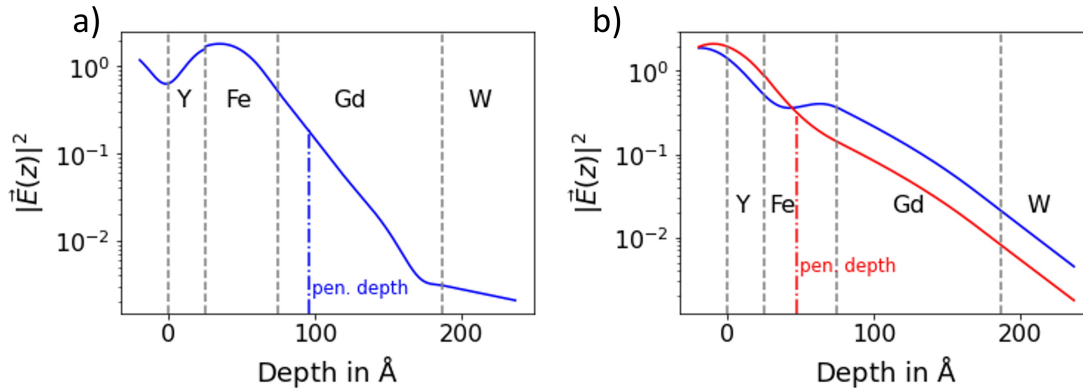 a)
10⁰
10⁻¹
10⁻²
|E⃗(z)|²
Y Fe Gd W
pen. depth
0 100 200
Depth in Å
b)
10⁰
10⁻¹
10⁻²
|E⃗(z)|²
Y Fe Gd W
pen. depth
0 100 200
Depth in Å